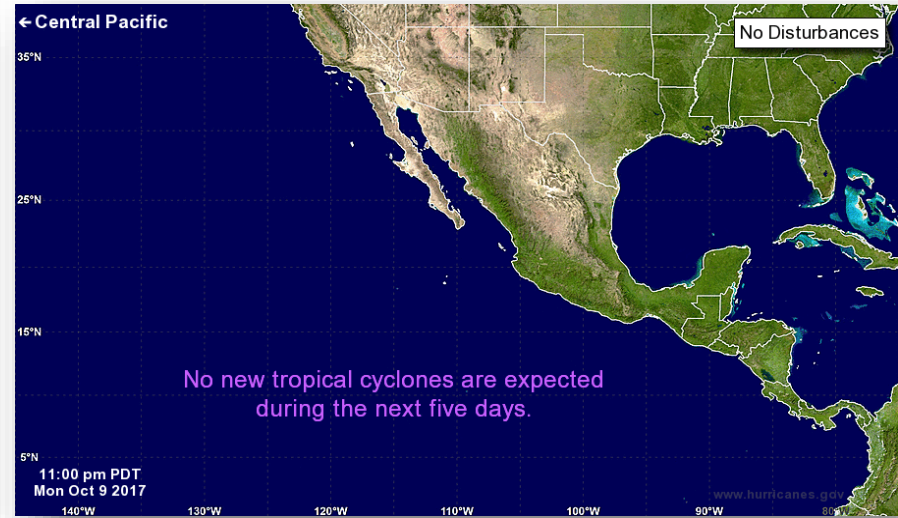 ← Central Pacific
No Disturbances
35°N
25°N
15°N
No new tropical cyclones are expected
during the next five days.
5°N
11:00 pm PDT
Mon Oct 9 2017
www.hurricanes.gov
140°W 130°W 120°W 110°W 100°W 90°W 80°W